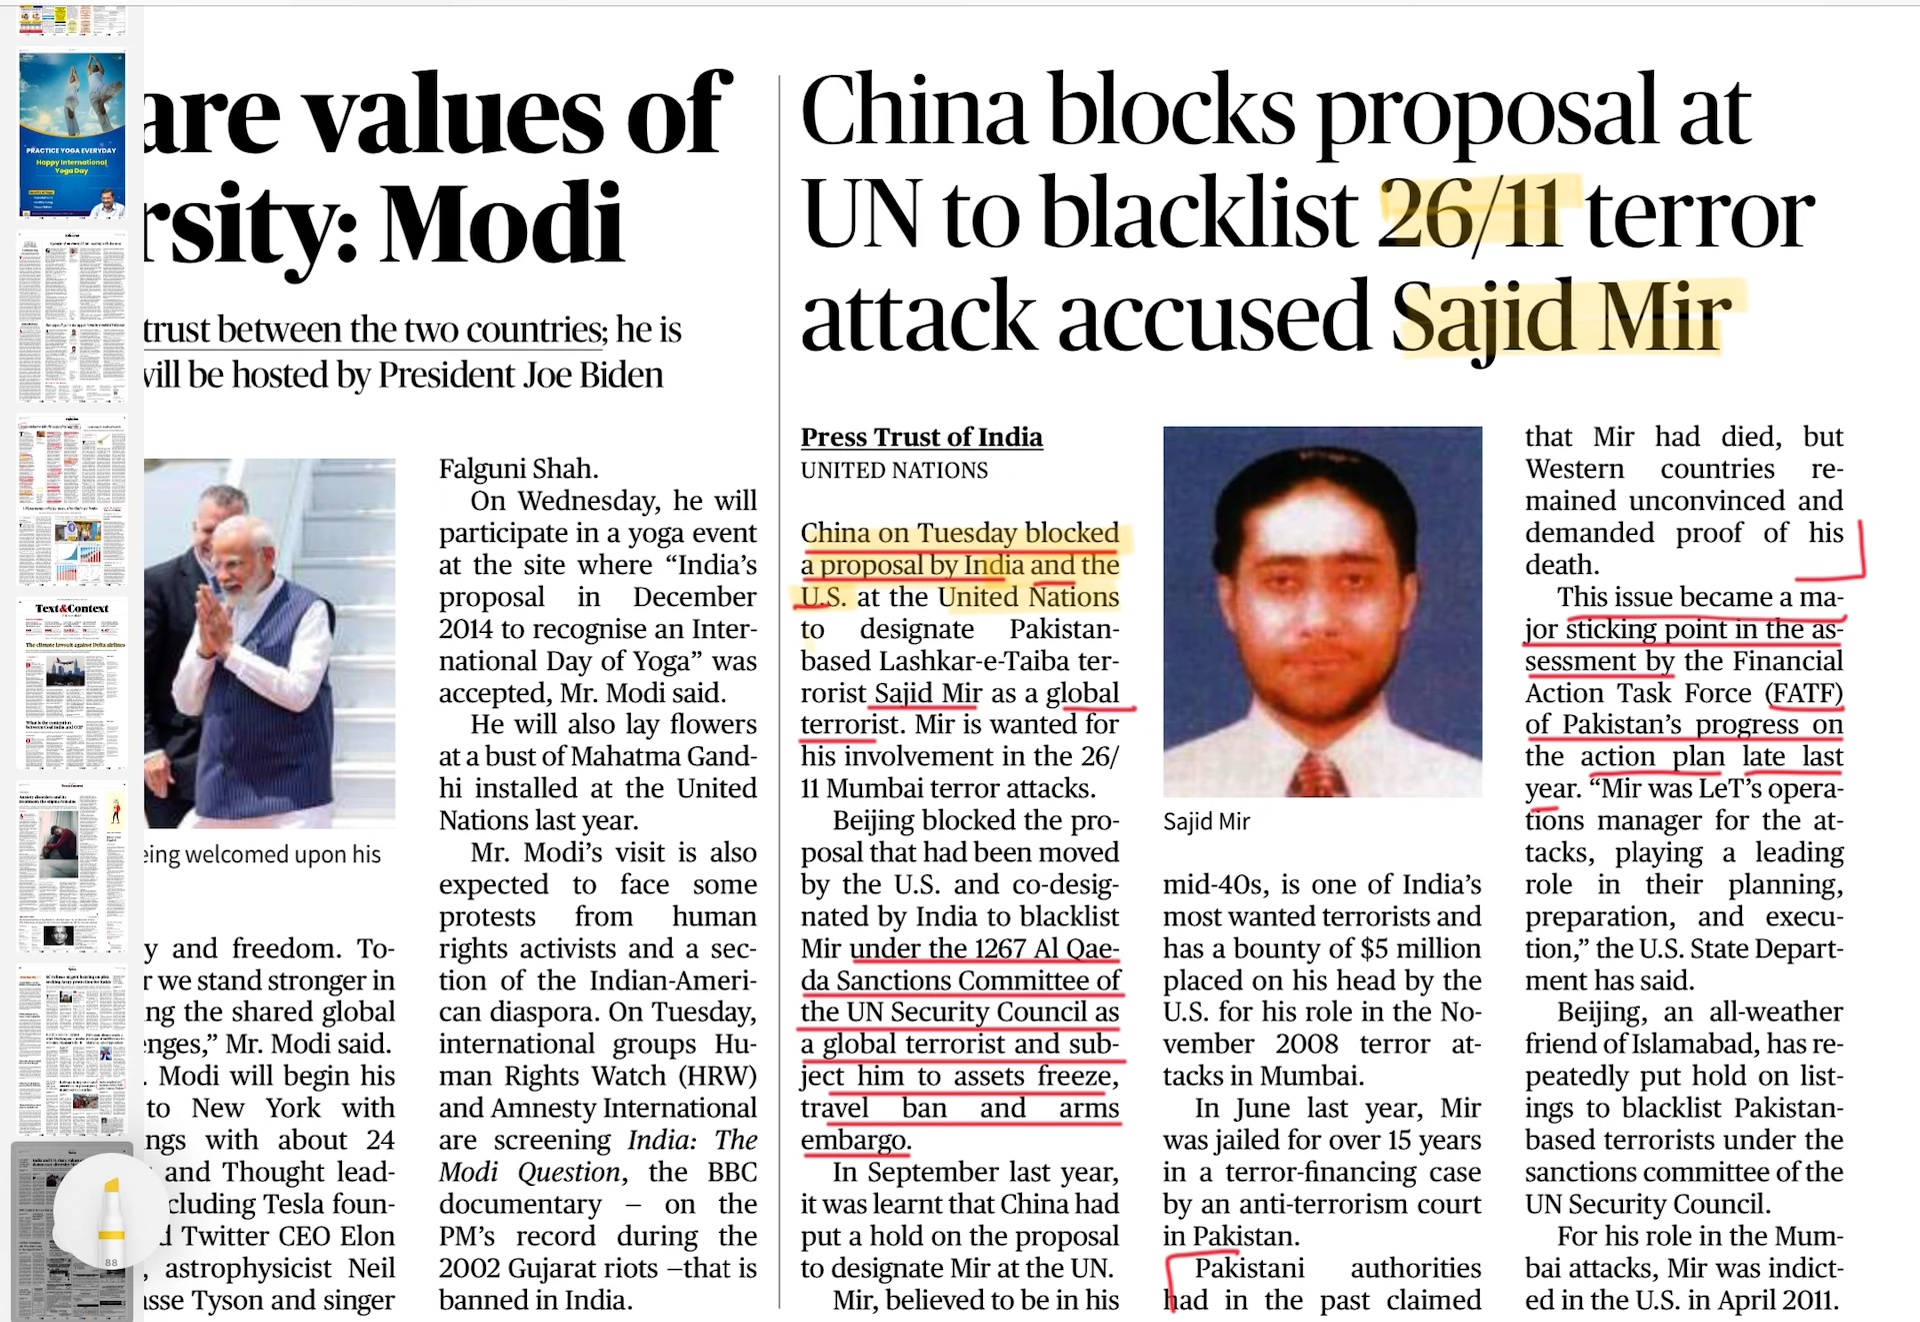 PRACTICE YOGA EVERYDAY
Happy International
Yoga Day
Text&Context
The climate lawsuit against Delta airlines
88
are values of
rsity: Modi
trust between the two countries; he is
will be hosted by President Joe Biden
eing welcomed upon his
y and freedom. To-
r we stand stronger in
ing the shared global
enges,” Mr. Modi said.
. Modi will begin his
to New York with
ngs with about 24
and Thought lead-
cluding Tesla foun-
d Twitter CEO Elon
, astrophysicist Neil
asse Tyson and singer
Falguni Shah.
On Wednesday, he will
participate in a yoga event
at the site where “India’s
proposal in December
2014 to recognise an Inter-
national Day of Yoga” was
accepted, Mr. Modi said.
He will also lay flowers
at a bust of Mahatma Gand-
hi installed at the United
Nations last year.
Mr. Modi’s visit is also
expected to face some
protests from human
rights activists and a sec-
tion of the Indian-Ameri-
can diaspora. On Tuesday,
international groups Hu-
man Rights Watch (HRW)
and Amnesty International
are screening India: The
Modi Question, the BBC
documentary – on the
PM’s record during the
2002 Gujarat riots –that is
banned in India.
China blocks proposal at
UN to blacklist 26/11 terror
attack accused Sajid Mir
Press Trust of India
UNITED NATIONS
China on Tuesday blocked
a proposal by India and the
U.S. at the United Nations
to designate Pakistan-
based Lashkar-e-Taiba ter-
rorist Sajid Mir as a global
terrorist. Mir is wanted for
his involvement in the 26/
11 Mumbai terror attacks.
Beijing blocked the pro-
posal that had been moved
by the U.S. and co-desig-
nated by India to blacklist
Mir under the 1267 Al Qae-
da Sanctions Committee of
the UN Security Council as
a global terrorist and sub-
ject him to assets freeze,
travel ban and arms
embargo.
In September last year,
it was learnt that China had
put a hold on the proposal
to designate Mir at the UN.
Mir, believed to be in his
Sajid Mir
mid-40s, is one of India’s
most wanted terrorists and
has a bounty of $5 million
placed on his head by the
U.S. for his role in the No-
vember 2008 terror at-
tacks in Mumbai.
In June last year, Mir
was jailed for over 15 years
in a terror-financing case
by an anti-terrorism court
in Pakistan.
Pakistani authorities
had in the past claimed
that Mir had died, but
Western countries re-
mained unconvinced and
demanded proof of his
death.
This issue became a ma-
jor sticking point in the as-
sessment by the Financial
Action Task Force (FATF)
of Pakistan’s progress on
the action plan late last
year. “Mir was LeT’s opera-
tions manager for the at-
tacks, playing a leading
role in their planning,
preparation, and execu-
tion,” the U.S. State Depart-
ment has said.
Beijing, an all-weather
friend of Islamabad, has re-
peatedly put hold on list-
ings to blacklist Pakistan-
based terrorists under the
sanctions committee of the
UN Security Council.
For his role in the Mum-
bai attacks, Mir was indict-
ed in the U.S. in April 2011.